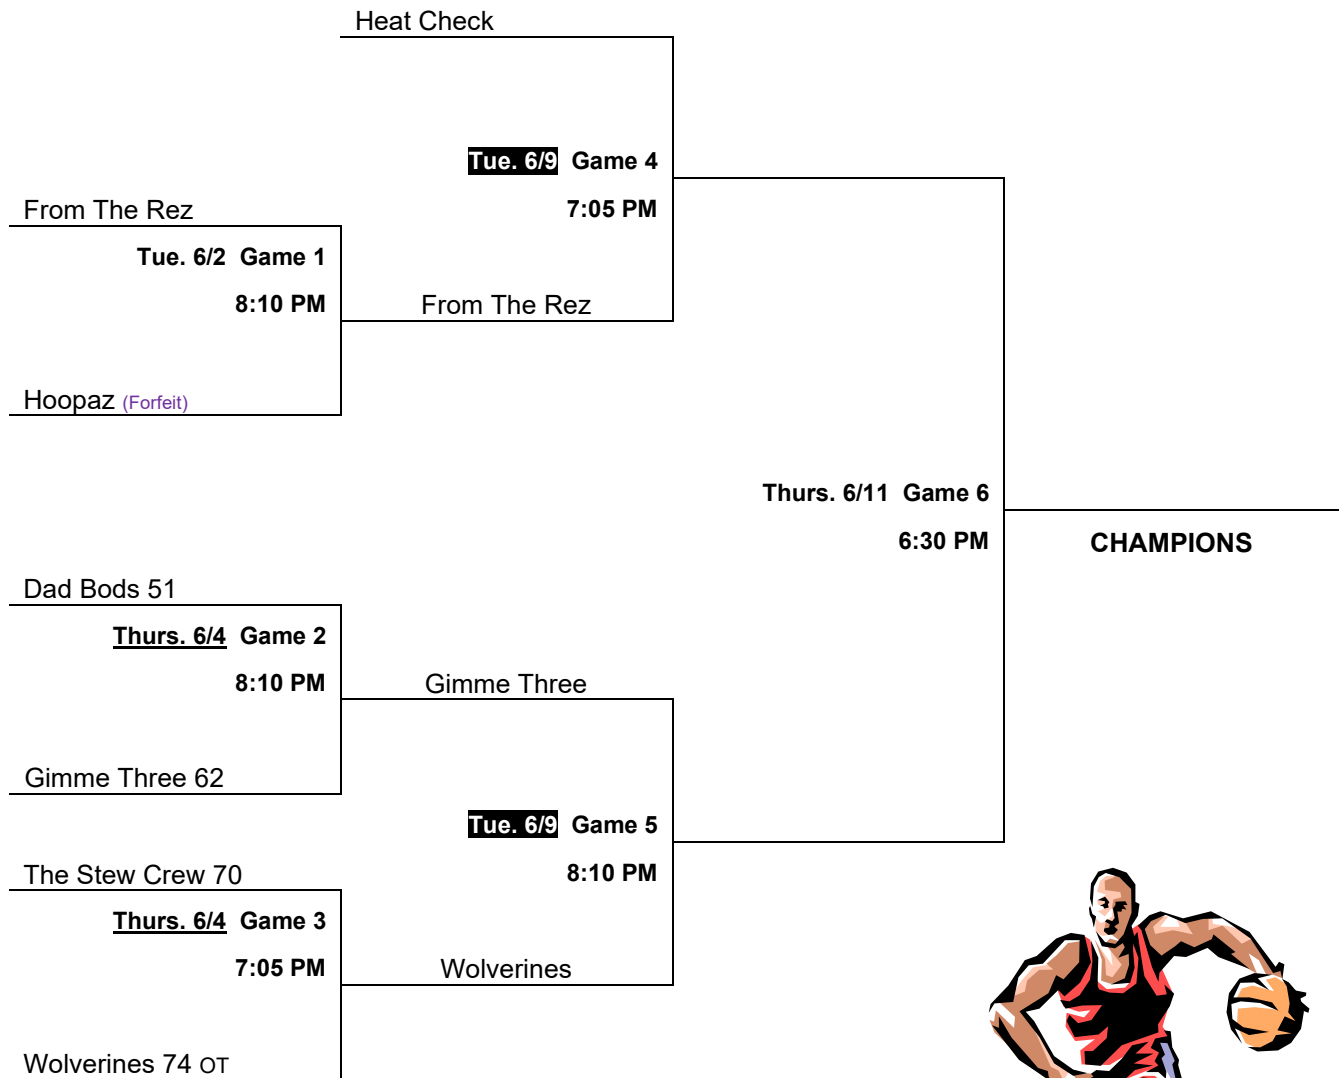 Heat Check
Tue. 6/9 Game 4
7:05 PM
From The Rez
Tue. 6/2 Game 1
8:10 PM
From The Rez
Hoopaz (Forfeit)
Thurs. 6/11 Game 6
6:30 PM
CHAMPIONS
Dad Bods 51
Thurs. 6/4 Game 2
8:10 PM
Gimme Three
Gimme Three 62
Tue. 6/9 Game 5
8:10 PM
The Stew Crew 70
Thurs. 6/4 Game 3
7:05 PM
Wolverines
Wolverines 74 OT